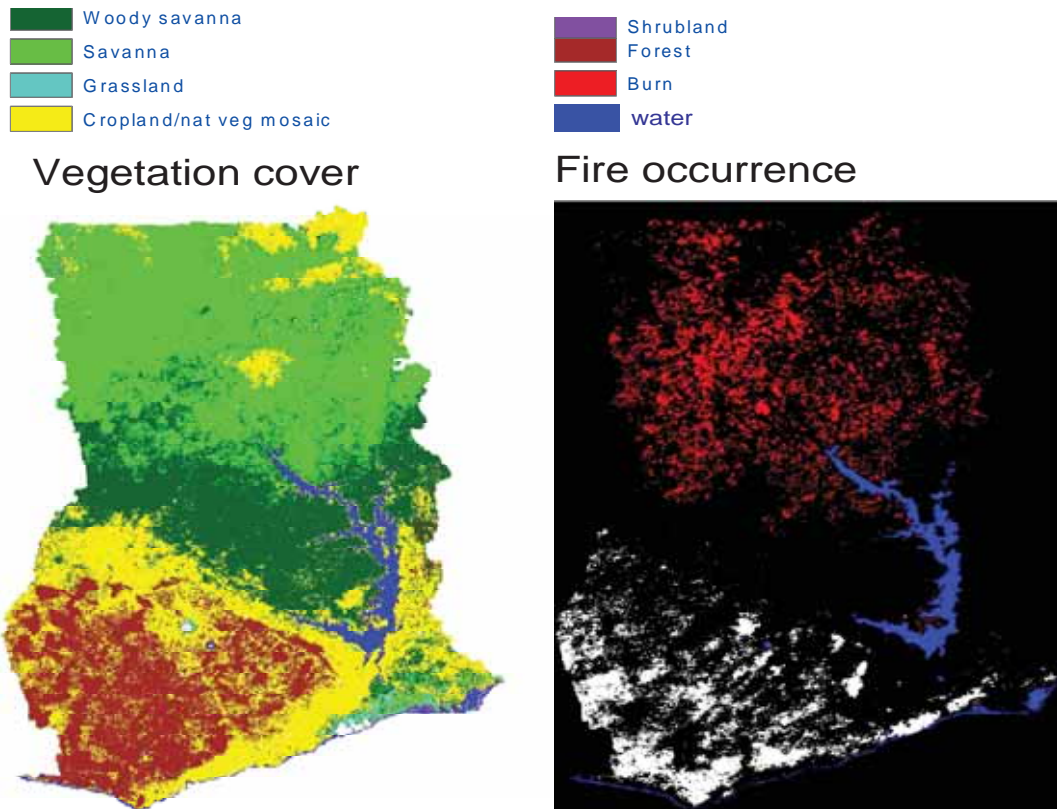 Woody savanna
Savanna
Grassland
Cropland/nat veg mosaic
Shrubland
Forest
Burn
water
Vegetation cover
Fire occurrence